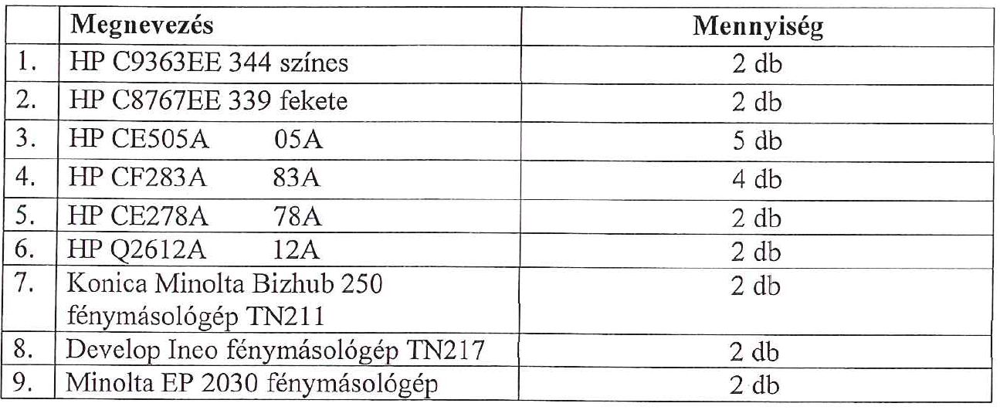 Megnevezés Mennyiség
1. HP C9363EE 344 színes 2 db
2. HP C8767EE 339 fekete 2 db
3. HP CE505A 05A 5 db
4. HP CF283A 83A 4 db
5. HP CE278A 78A 2 db
6. HP Q2612A 12A 2 db
7. Konica Minolta Bizhub 250 2 db
fénymásológép TN211
8. Develop Ineo fénymásológép TN217 2 db
9. Minolta EP 2030 fénymásológép 2 db